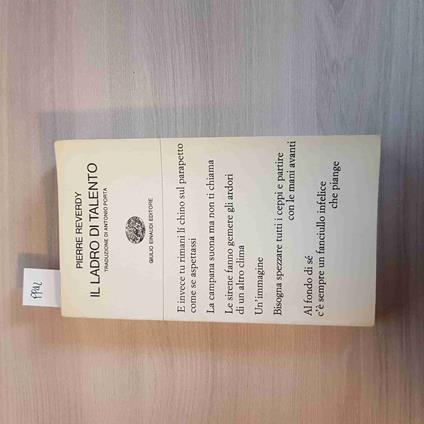 PIERRE REVERDY
IL LADRO DI TALENTO
TRADUZIONE DI ANTONIO PORTA
GIULIO EINAUDI EDITORE
E invece tu rimani lí chino sul parapetto
come se aspettassi
La campana suona ma non ti chiama
Le sirene fanno gemere gli ardori
di un altro clima
Un'immagine
Bisogna spezzare tutti i ceppi e partire
con le mani avanti
Al fondo di sé
c'è sempre un fanciullo infelice
che piange